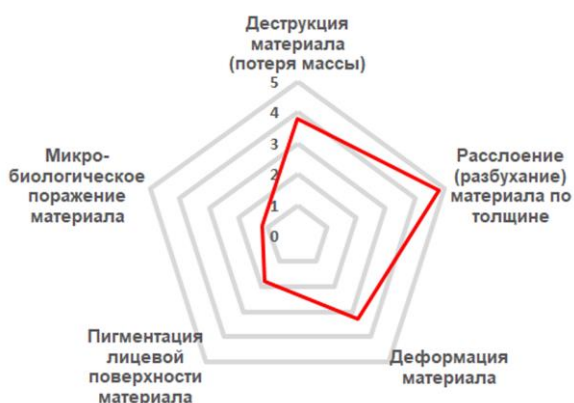 Деструкция
материала
(потеря массы)
5
4
3
2
1
0
Расслоение
(разбухание)
материала по
толщине
Деформация
материала
Пигментация
лицевой
поверхности
материала
Микро-
биологическое
поражение
материала